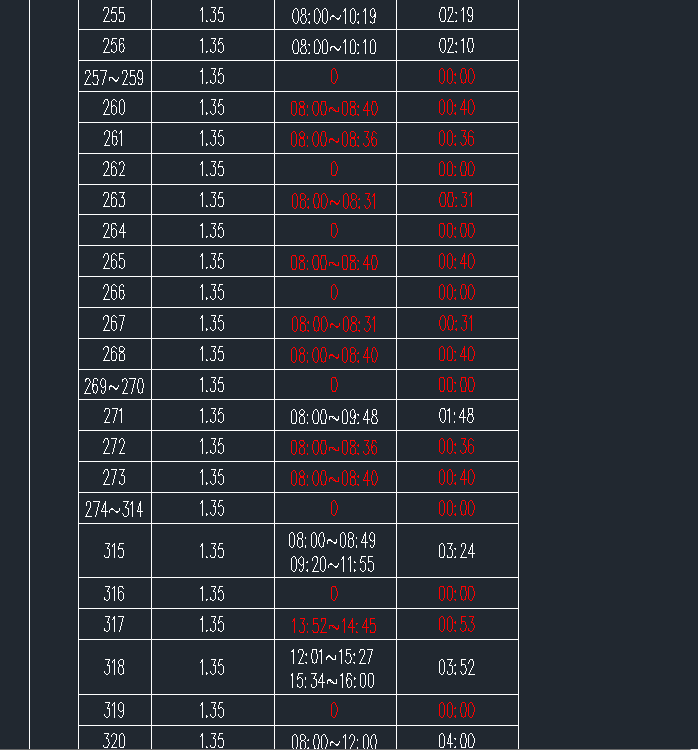 255 1.35 08:00~10:19 02:19
256 1.35 08:00~10:10 02:10
257~259 1.35 0 00:00
260 1.35 08:00~08:40 00:40
261 1.35 08:00~08:36 00:36
262 1.35 0 00:00
263 1.35 08:00~08:31 00:31
264 1.35 0 00:00
265 1.35 08:00~08:40 00:40
266 1.35 0 00:00
267 1.35 08:00~08:31 00:31
268 1.35 08:00~08:40 00:40
269~270 1.35 0 00:00
271 1.35 08:00~09:48 01:48
272 1.35 08:00~08:36 00:36
273 1.35 08:00~08:40 00:40
274~314 1.35 0 00:00
315 1.35 08:00~08:49 03:24
09:20~11:55
316 1.35 0 00:00
317 1.35 13:52~14:45 00:53
318 1.35 12:01~15:27 03:52
15:34~16:00
319 1.35 0 00:00
320 1.35 08:00~12:00 04:00